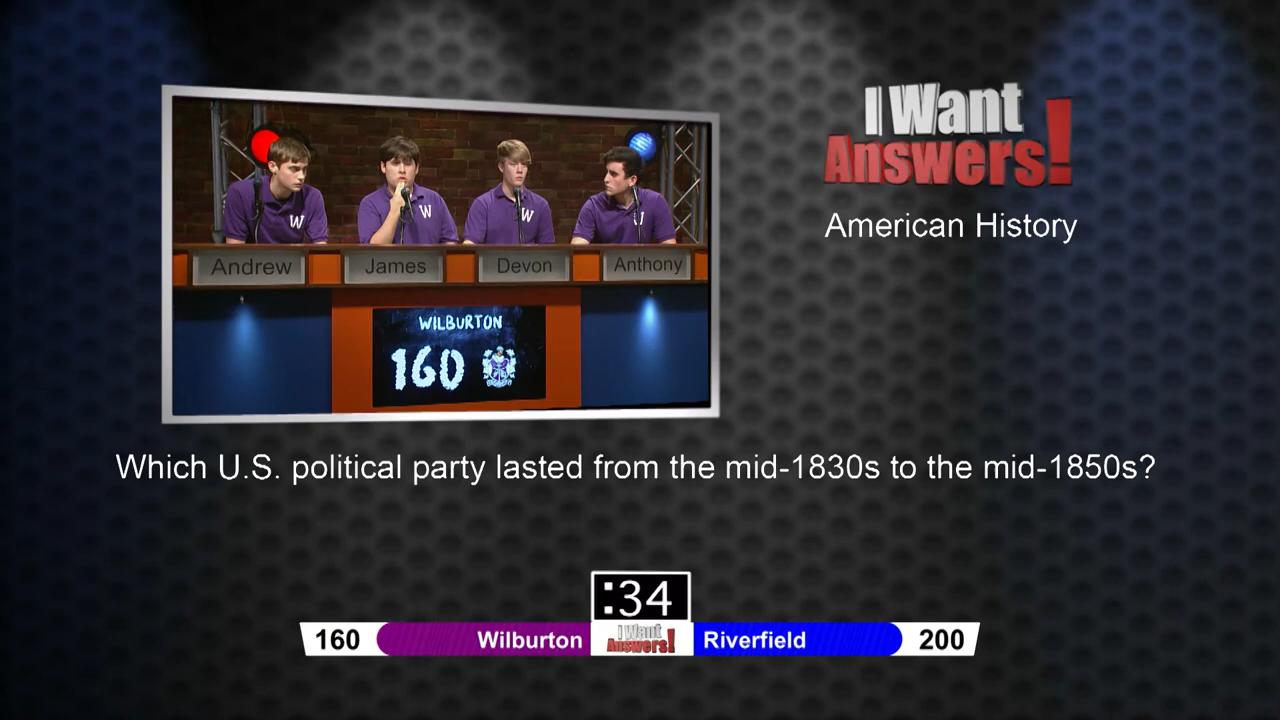 I Want
Answers!
American History
W
W
W
W
Andrew
James
Devon
Anthony
WILBURTON
160
Which U.S. political party lasted from the mid-1830s to the mid-1850s?
:34
160 Wilburton
I Want
Answers!
Riverfield 200